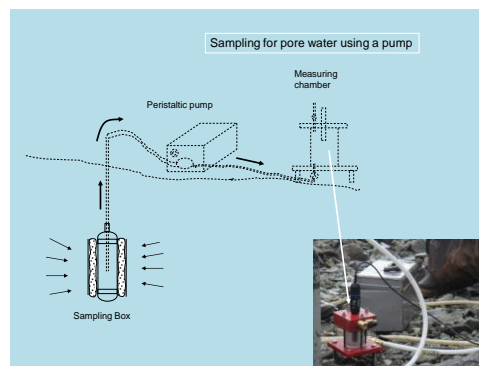 Sampling for pore water using a pump
Measuring
chamber
Peristaltic pump
Sampling Box